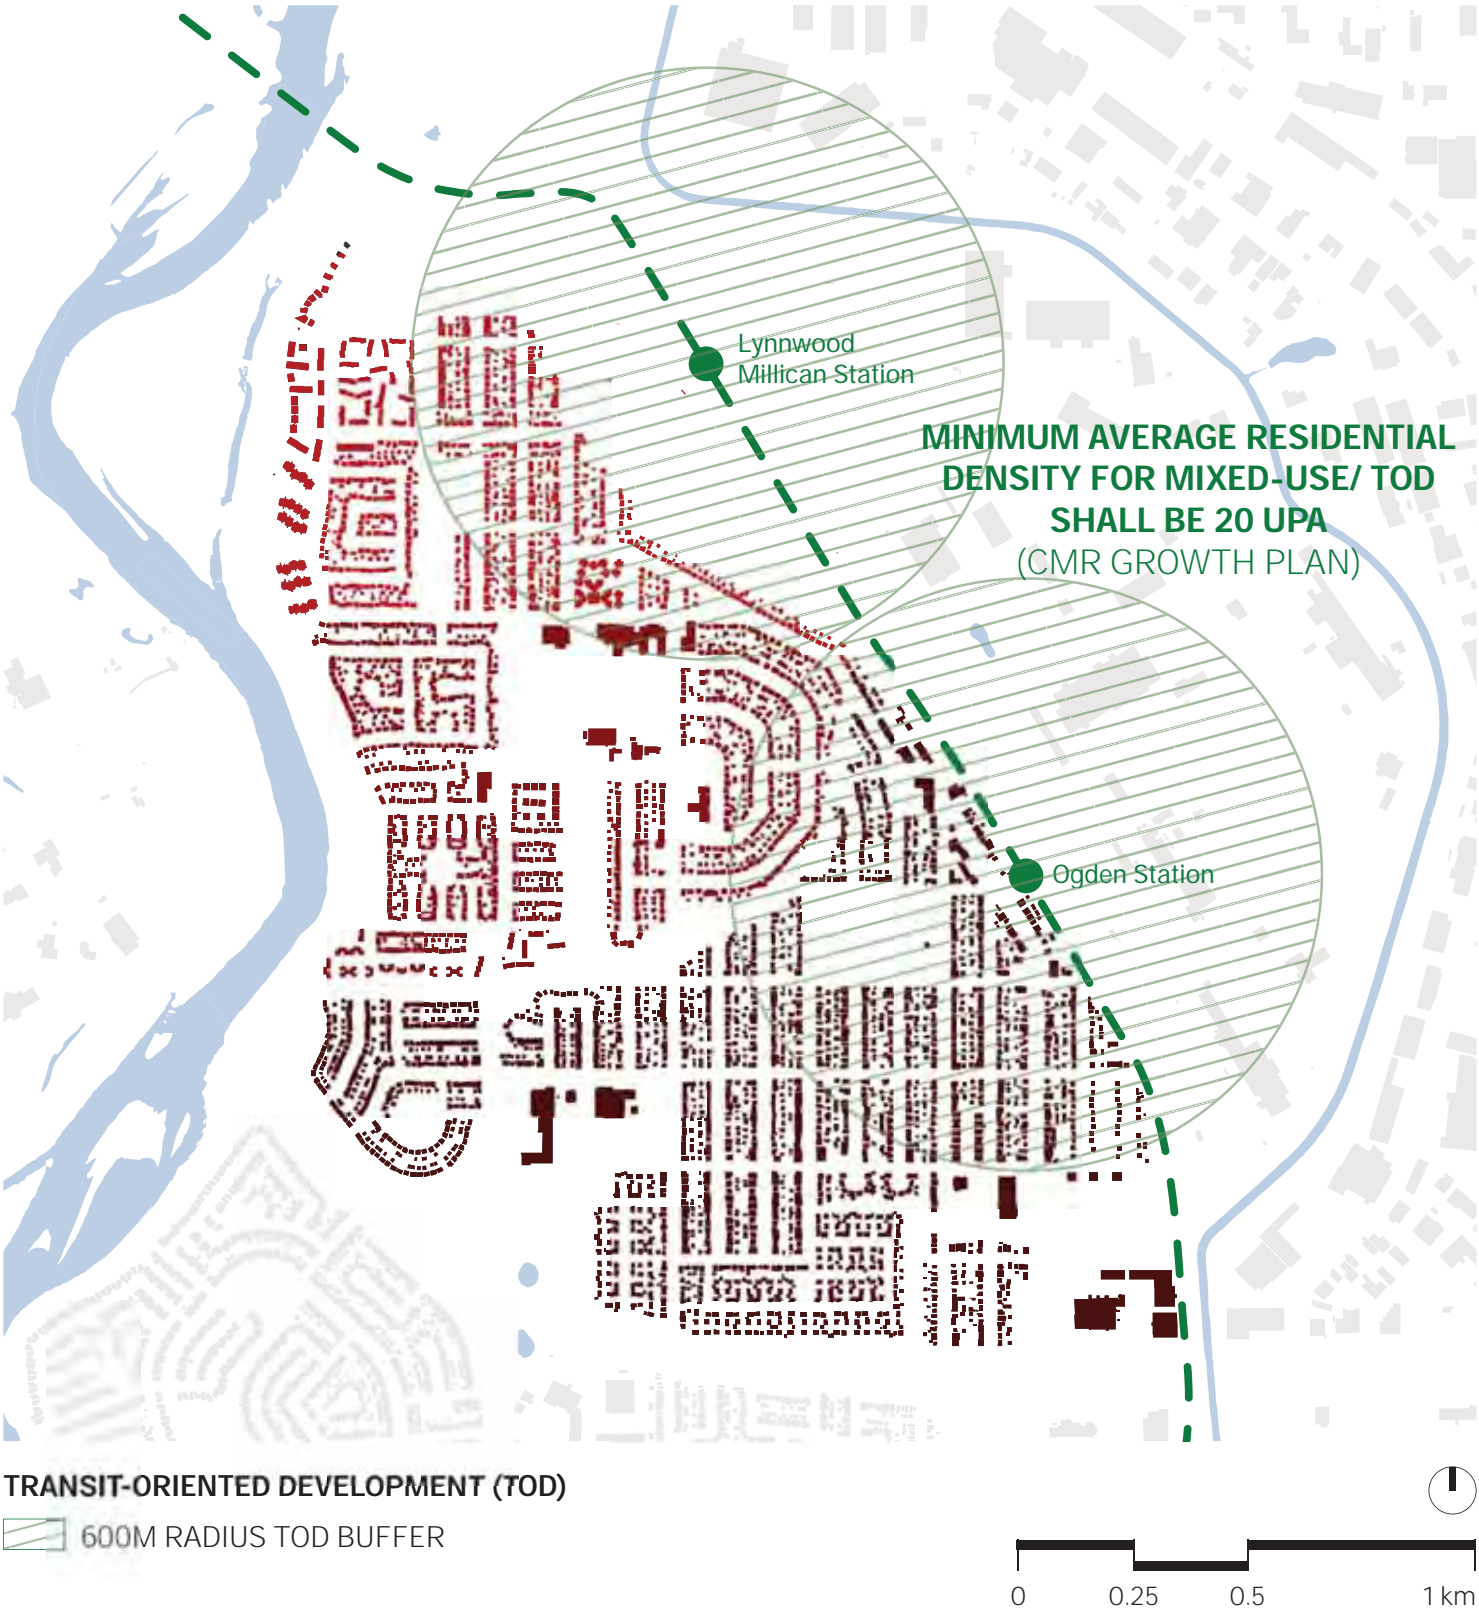 Lynnwood
Millican Station
MINIMUM AVERAGE RESIDENTIAL
DENSITY FOR MIXED-USE/ TOD
SHALL BE 20 UPA
(CMR GROWTH PLAN)
Ogden Station
TRANSIT-ORIENTED DEVELOPMENT (TOD)
600M RADIUS TOD BUFFER
0 0.25 0.5 1 km